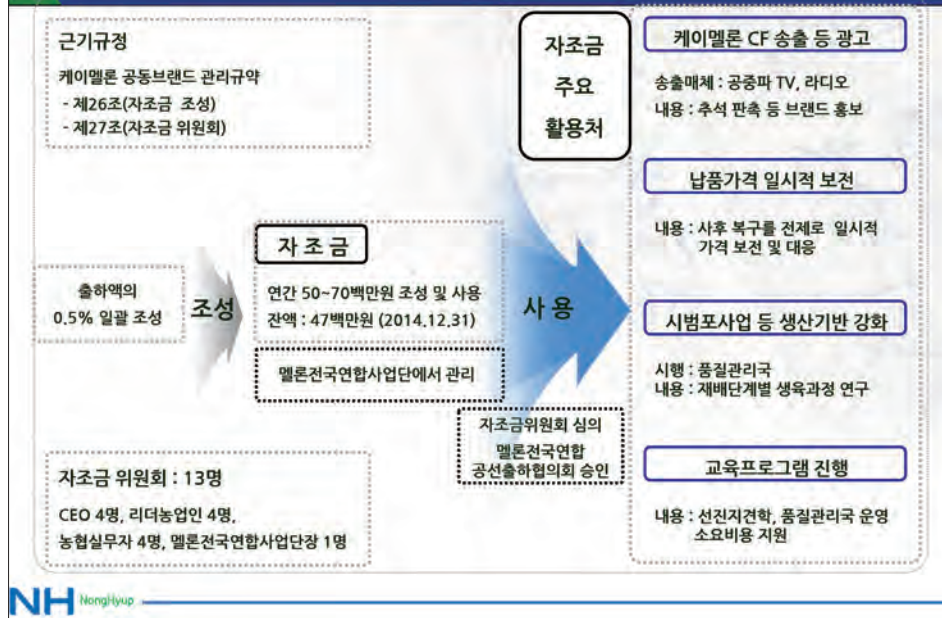 근기규정
케이멜론 공동브랜드 관리규약
- 제26조(자조금 조성)
- 제27조(자조금 위원회)
출하액의
0.5% 일괄 조성
조성
자 조 금
연간 50~70백만원 조성 및 사용
잔액 : 47백만원 (2014.12.31)
멜론전국연합사업단에서 관리
사 용
자조금위원회 심의
멜론전국연합
공선출하협의회 승인
자조금 위원회 : 13명
CEO 4명, 리더농업인 4명,
농협실무자 4명, 멜론전국연합사업단장 1명
자조금
주요
활용처
케이멜론 CF 송출 등 광고
송출매체 : 공중파 TV, 라디오
내용 : 추석 판촉 등 브랜드 홍보
납품가격 일시적 보전
내용 : 사후 복구를 전제로 일시적
가격 보전 및 대응
시범포사업 등 생산기반 강화
시행 : 품질관리국
내용 : 재배단계별 생육과정 연구
교육프로그램 진행
내용 : 선진지견학, 품질관리국 운영
소요비용 지원
NH NongHyup